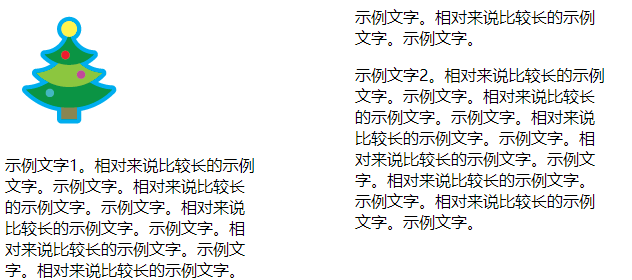 示例文字1。相对来说比较长的示例
文字。示例文字。相对来说比较长
的示例文字。示例文字。相对来说
比较长的示例文字。示例文字。相
对来说比较长的示例文字。示例文
字。相对来说比较长的示例文字。
示例文字。相对来说比较长的示例
文字。示例文字。
示例文字2。相对来说比较长的示例
文字。示例文字。相对来说比较长
的示例文字。示例文字。相对来说
比较长的示例文字。示例文字。相
对来说比较长的示例文字。示例文
字。相对来说比较长的示例文字。
示例文字。相对来说比较长的示例
文字。示例文字。